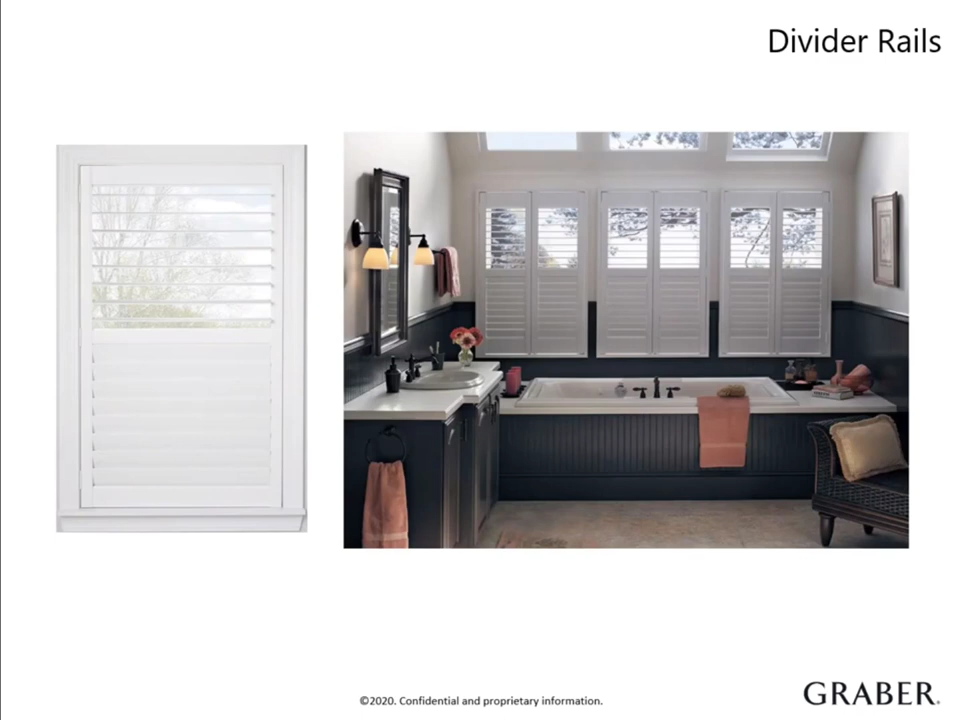 Divider Rails
©2020. Confidential and proprietary information.
GRABER®